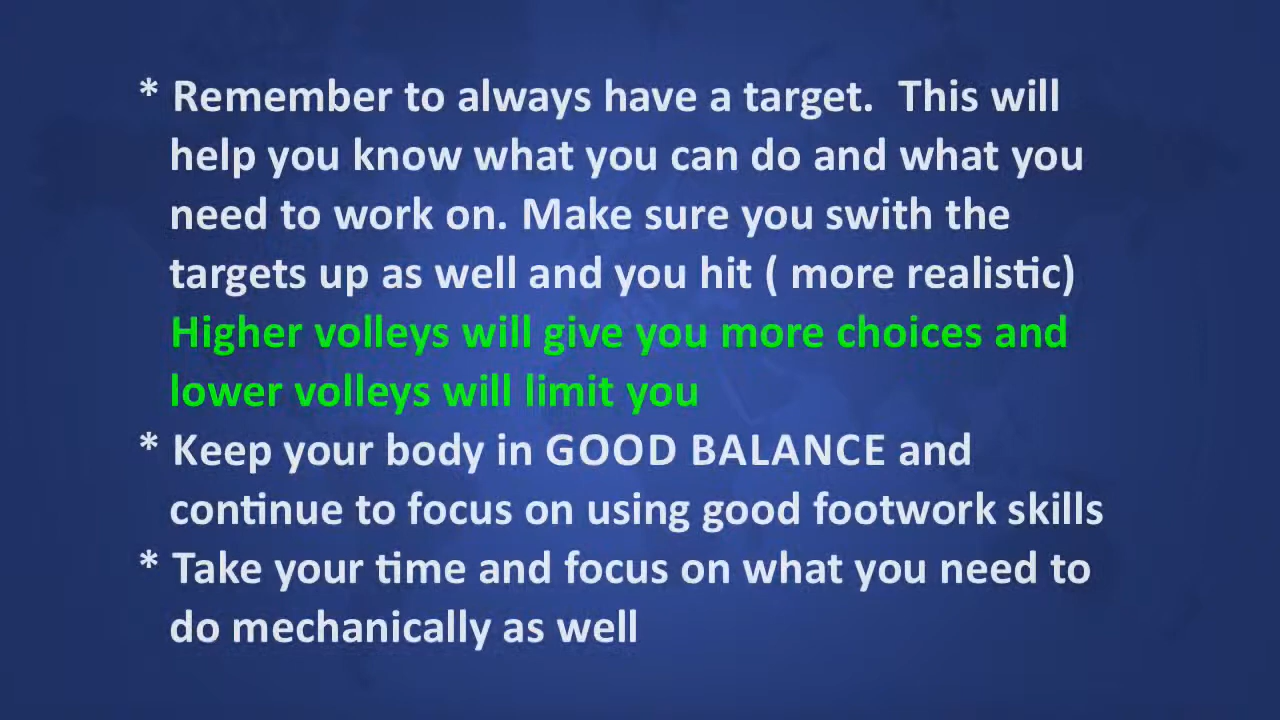 * Remember to always have a target.  This will
help you know what you can do and what you
need to work on. Make sure you swith the
targets up as well and you hit ( more realistic)
Higher volleys will give you more choices and
lower volleys will limit you
* Keep your body in GOOD BALANCE and
continue to focus on using good footwork skills
* Take your time and focus on what you need to
do mechanically as well